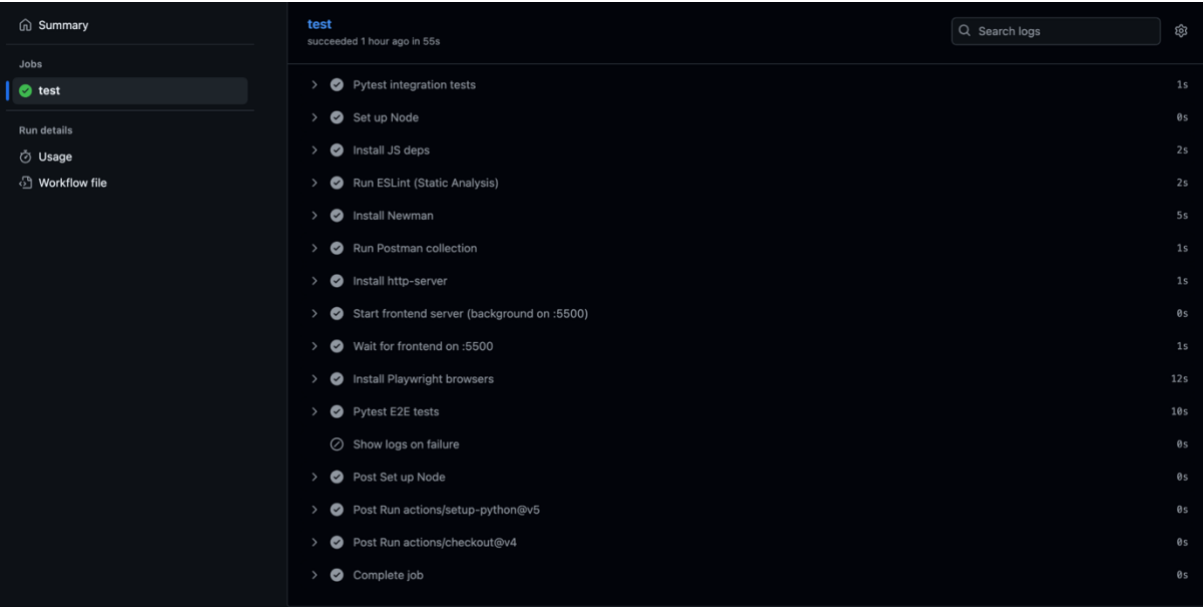 Summary
Jobs
test
Run details
Usage
Workflow file
test
succeeded 1 hour ago in 55s
Search logs
Pytest integration tests 1s
Set up Node 0s
Install JS deps 2s
Run ESLint (Static Analysis) 2s
Install Newman 5s
Run Postman collection 1s
Install http-server 1s
Start frontend server (background on :5500) 0s
Wait for frontend on :5500 1s
Install Playwright browsers 12s
Pytest E2E tests 10s
Show logs on failure 0s
Post Set up Node 0s
Post Run actions/setup-python@v5 0s
Post Run actions/checkout@v4 0s
Complete job 0s